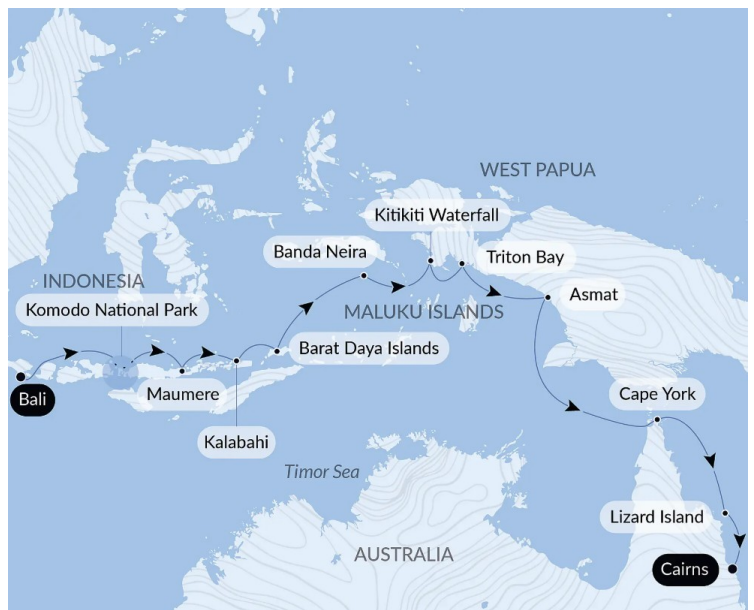 WEST PAPUA
Kitikiti Waterfall
Banda Neira
Triton Bay
INDONESIA
Komodo National Park
Asmat
MALUKU ISLANDS
Barat Daya Islands
Maumere
Bali
Cape York
Kalabahi
Timor Sea
Lizard Island
AUSTRALIA
Cairns